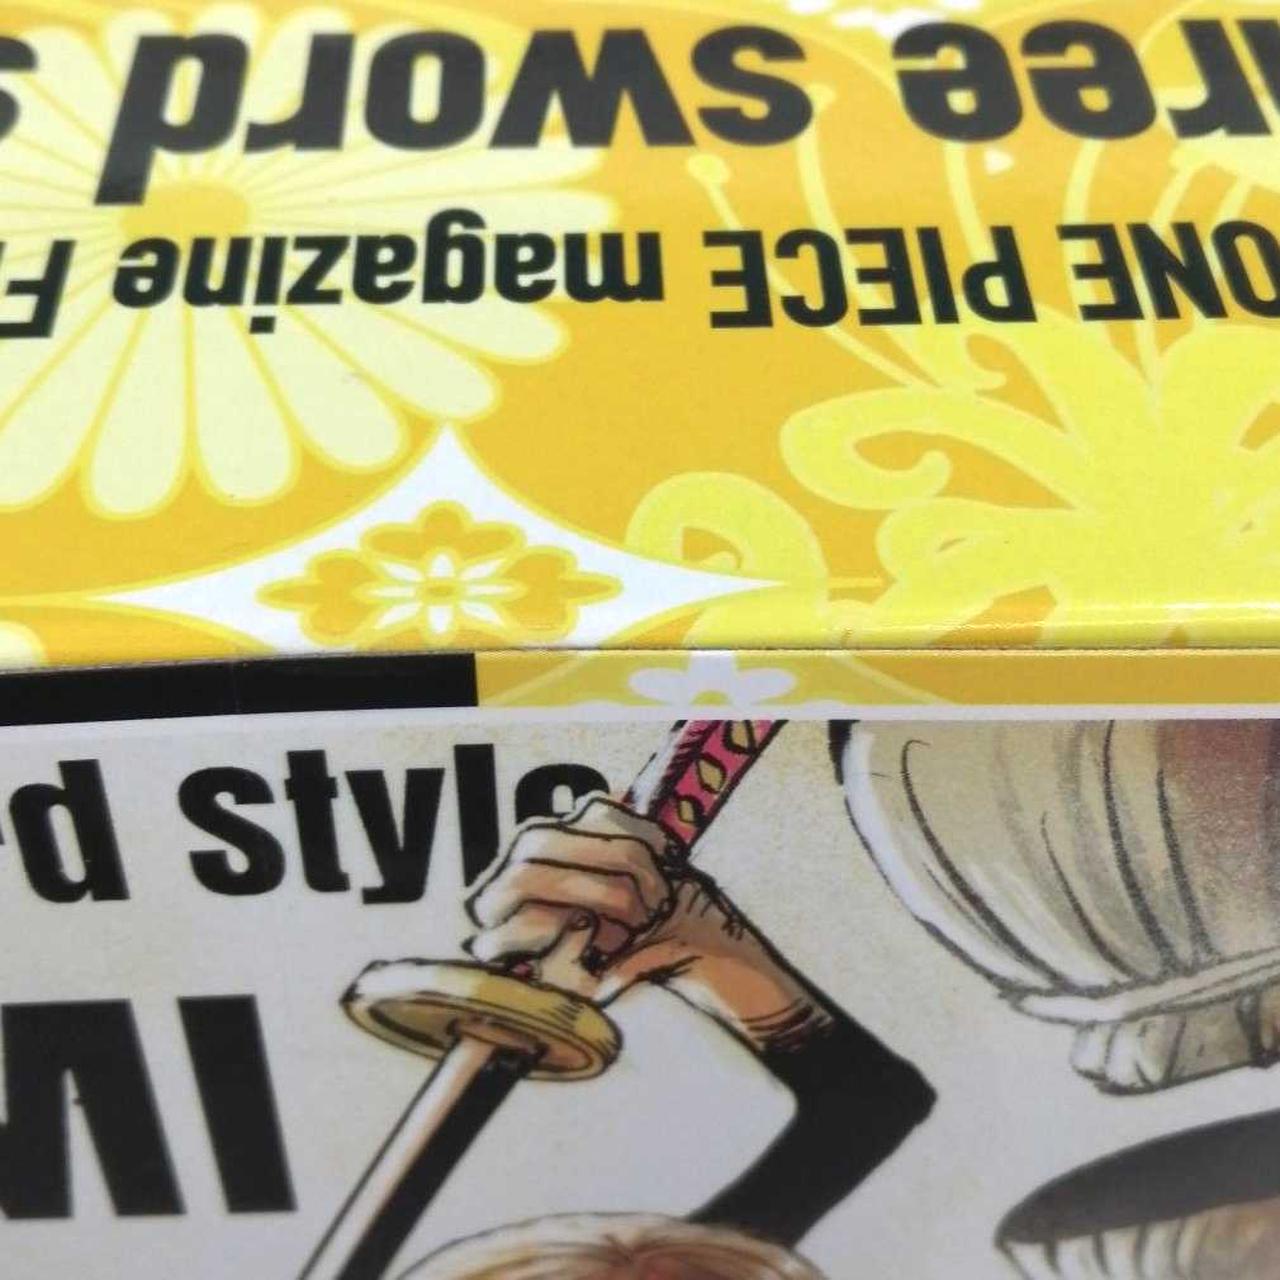 ree sword s
ONE PIECE magazine F
rd style
MI